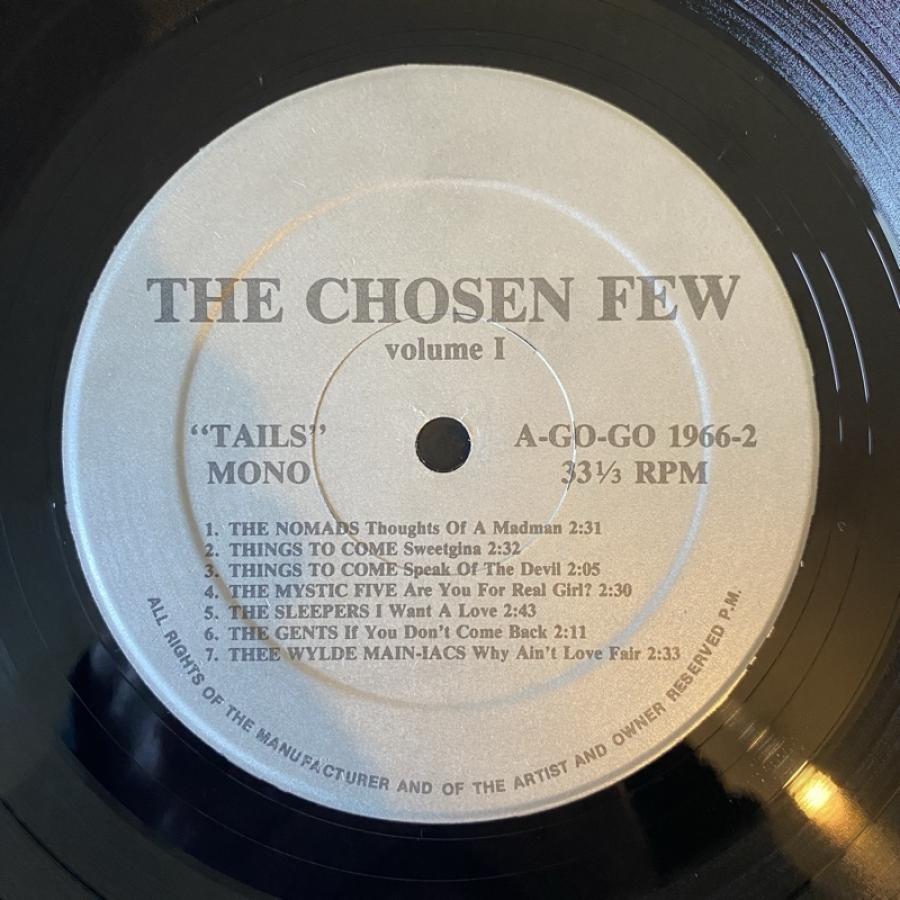 THE CHOSEN FEW
volume I
“TAILS”
MONO
A-GO-GO 1966-2
33⅓ RPM
1. THE NOMADS Thoughts Of A Madman 2:31
2. THINGS TO COME Sweetgina 2:32
3. THINGS TO COME Speak Of The Devil 2:05
4. THE MYSTIC FIVE Are You For Real Girl? 2:30
5. THE SLEEPERS I Want A Love 2:43
6. THE GENTS If You Don't Come Back 2:11
7. THEE WYLDE MAIN-IACS Why Ain't Love Fair 2:33
ALL RIGHTS OF THE MANUFACTURER AND OF THE ARTIST AND OWNER RESERVED P.M.